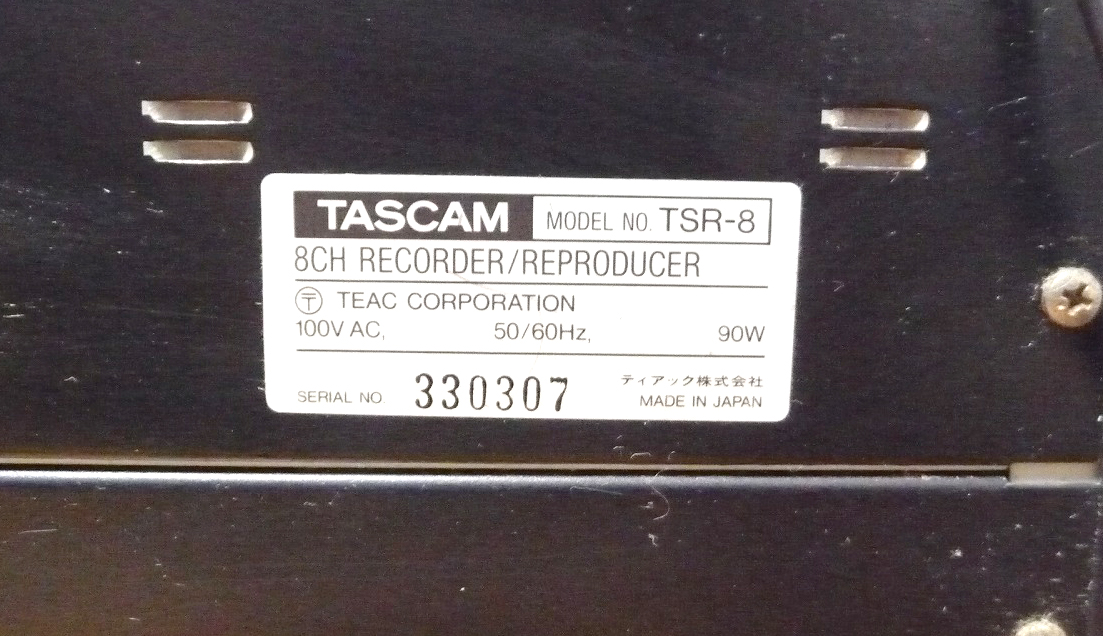 TASCAM MODEL NO. TSR-8
8CH RECORDER/REPRODUCER
〒 TEAC CORPORATION
100V AC, 50/60Hz, 90W
ティアック株式会社
SERIAL NO. 330307 MADE IN JAPAN